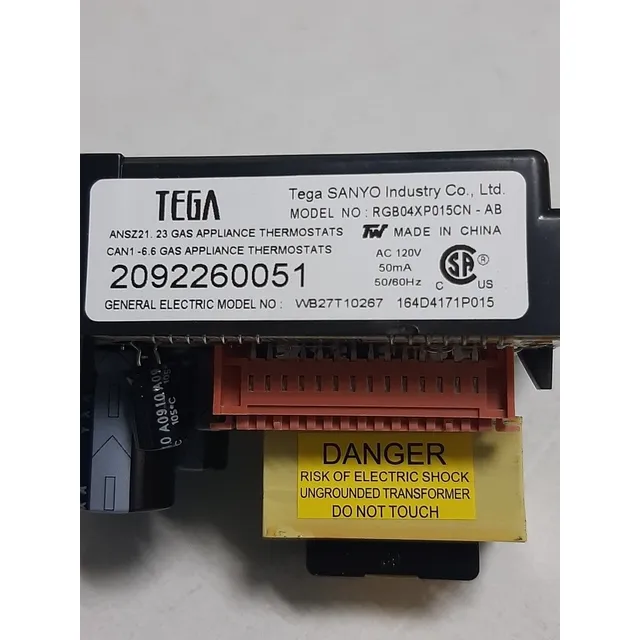 TEGA
Tega SANYO Industry Co., Ltd.
MODEL NO : RGB04XP015CN - AB
ANSZ21. 23 GAS APPLIANCE THERMOSTATS
CAN1 -6.6 GAS APPLIANCE THERMOSTATS
TUV MADE IN CHINA
2092260051
AC 120V
50mA
50/60Hz
C US
GENERAL ELECTRIC MODEL NO : WB27T10267 164D4171P015
A0910
105°C
DANGER
RISK OF ELECTRIC SHOCK
UNGROUNDED TRANSFORMER
DO NOT TOUCH